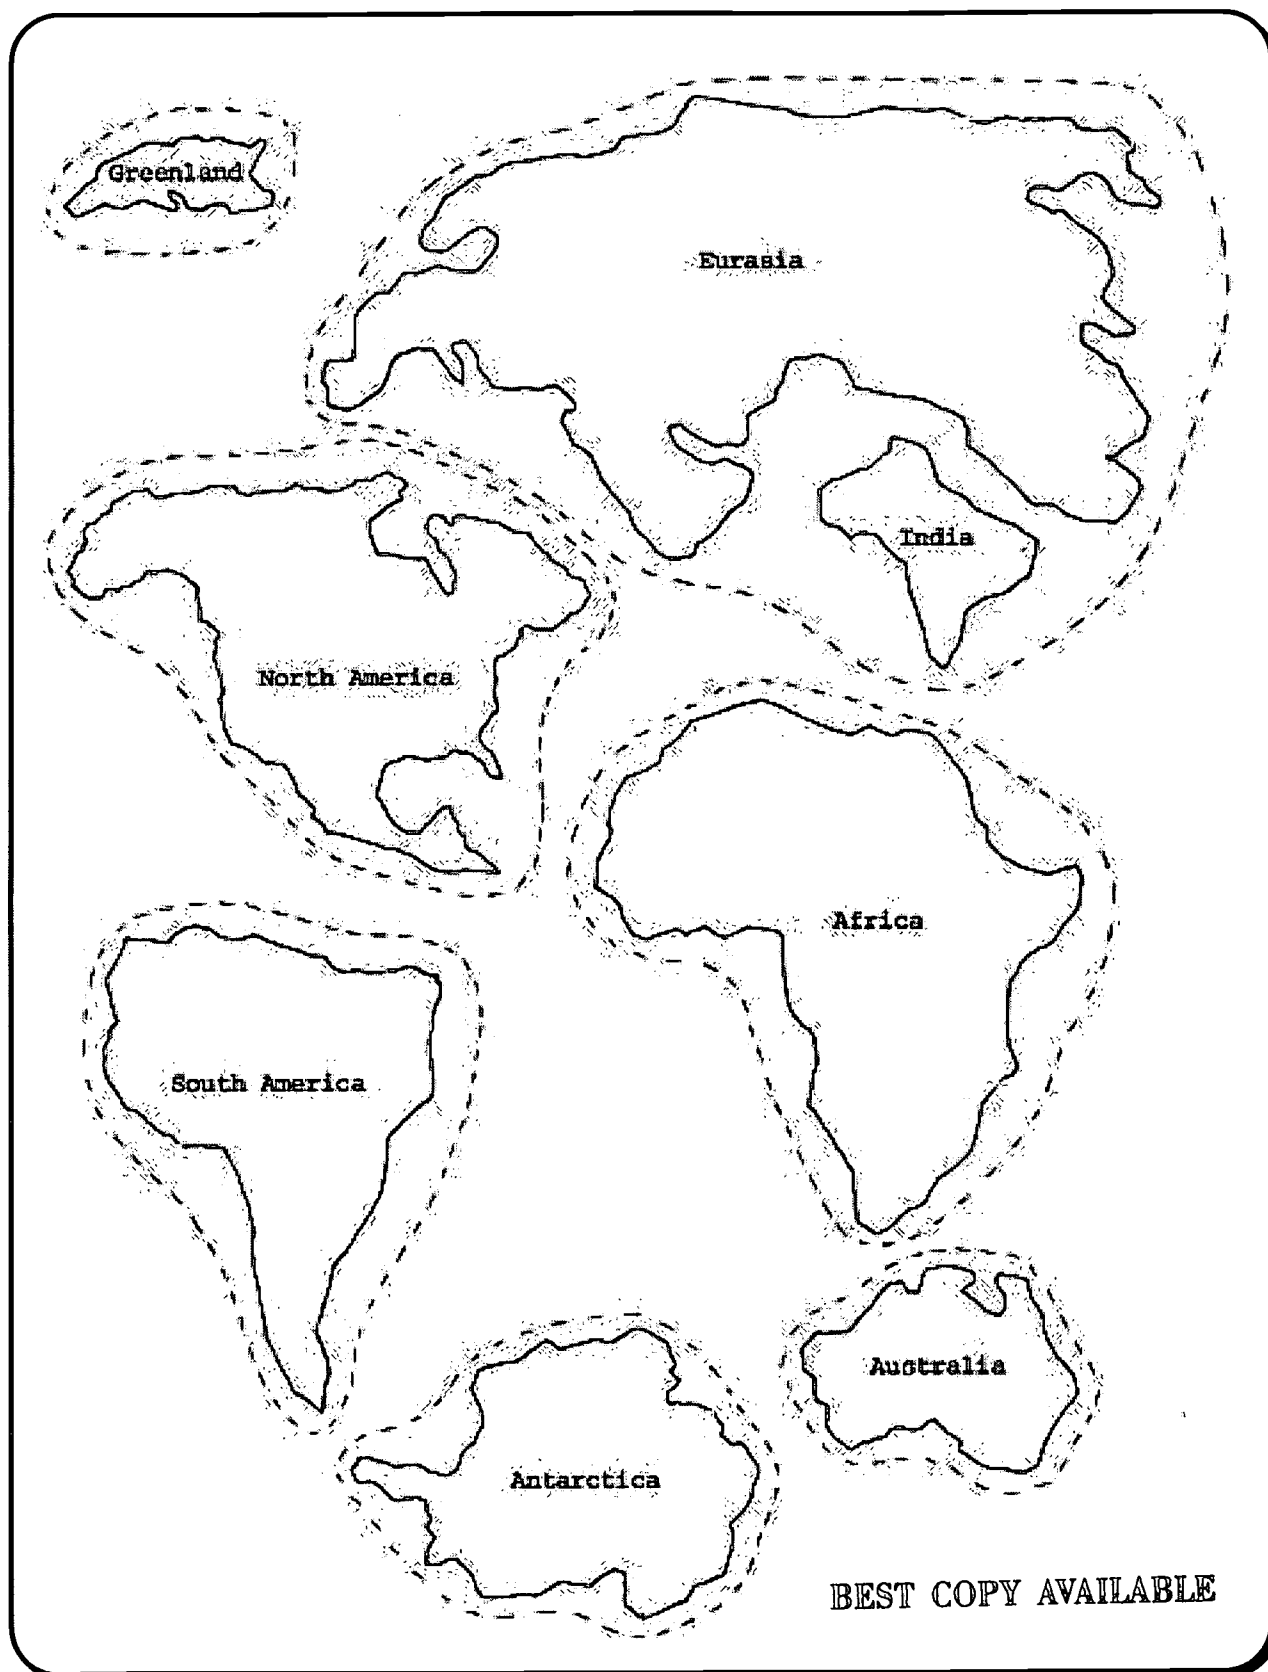 Greenland
Eurasia
India
North America
Africa
South America
Australia
Antarctica
BEST COPY AVAILABLE